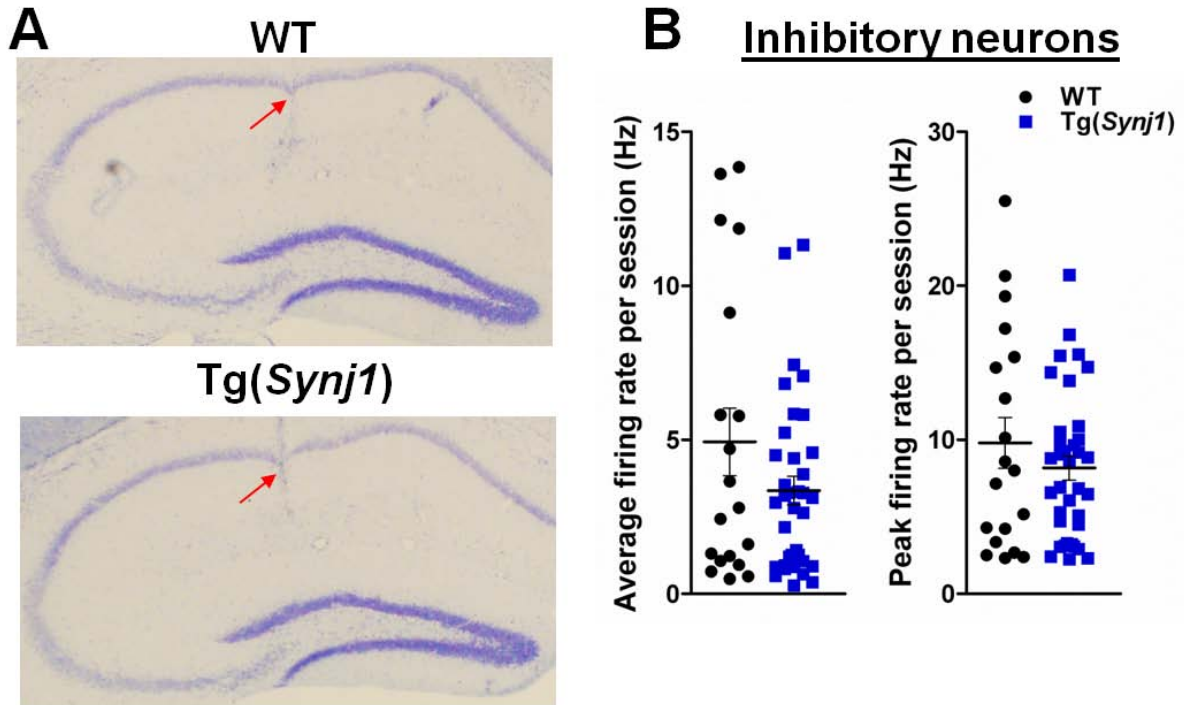 A
WT
Tg(Synj1)
B
Inhibitory neurons
WT
Tg(Synj1)
Average firing rate per session (Hz)
15
10
5
0
Peak firing rate per session (Hz)
30
20
10
0